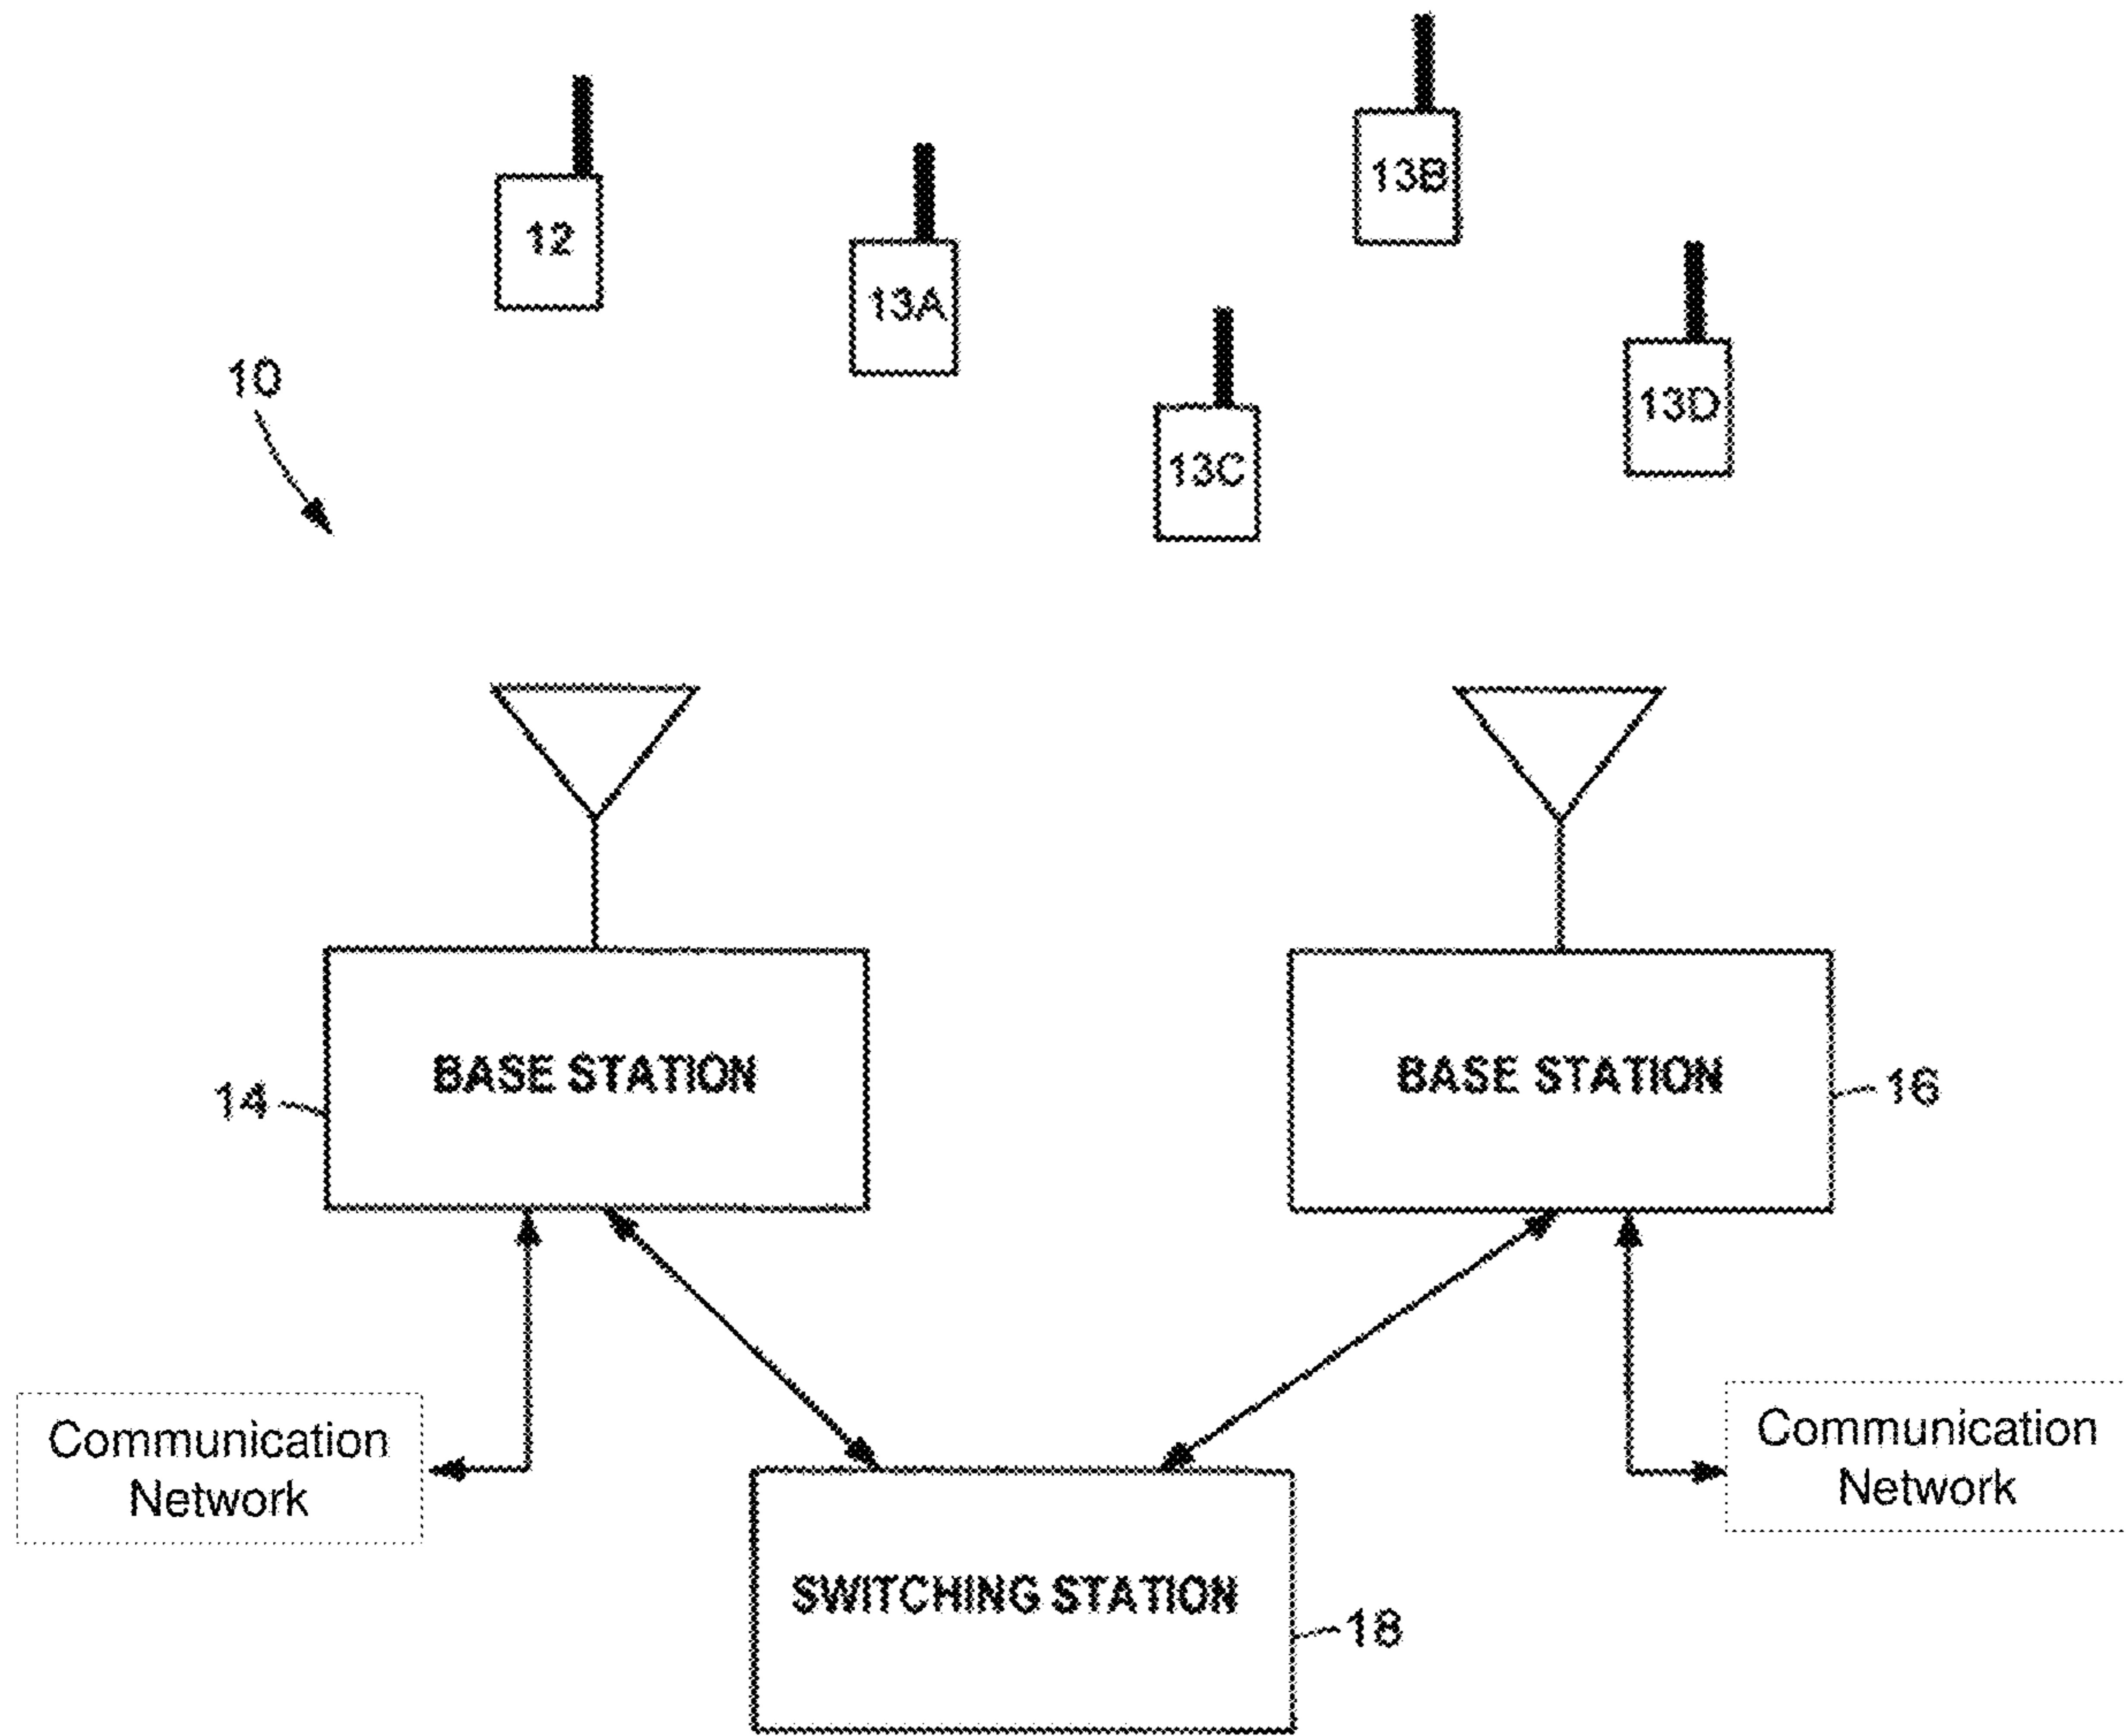 13B
12
13A
13D
10
13C
BASE STATION
BASE STATION
14
16
Communication
Network
Communication
Network
SWITCHING STATION
18